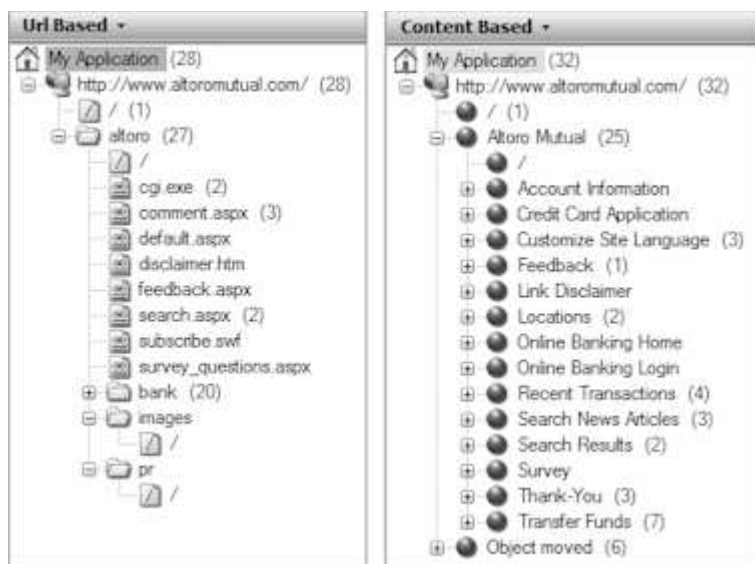 Url Based
My Application (28)
http://www.altoromutual.com/ (28)
/ (1)
altoro (27)
/
cgi.exe (2)
comment.aspx (3)
default.aspx
disclaimer.htm
feedback.aspx
search.aspx (2)
subscribe.swf
survey_questions.aspx
bank (20)
images
/
pr
/
Content Based
My Application (32)
http://www.altoromutual.com/ (32)
/ (1)
Altoro Mutual (25)
/
Account Information
Credit Card Application
Customize Site Language (3)
Feedback (1)
Link Disclaimer
Locations (2)
Online Banking Home
Online Banking Login
Recent Transactions (4)
Search News Articles (3)
Search Results (2)
Survey
Thank-You (3)
Transfer Funds (7)
Object moved (6)